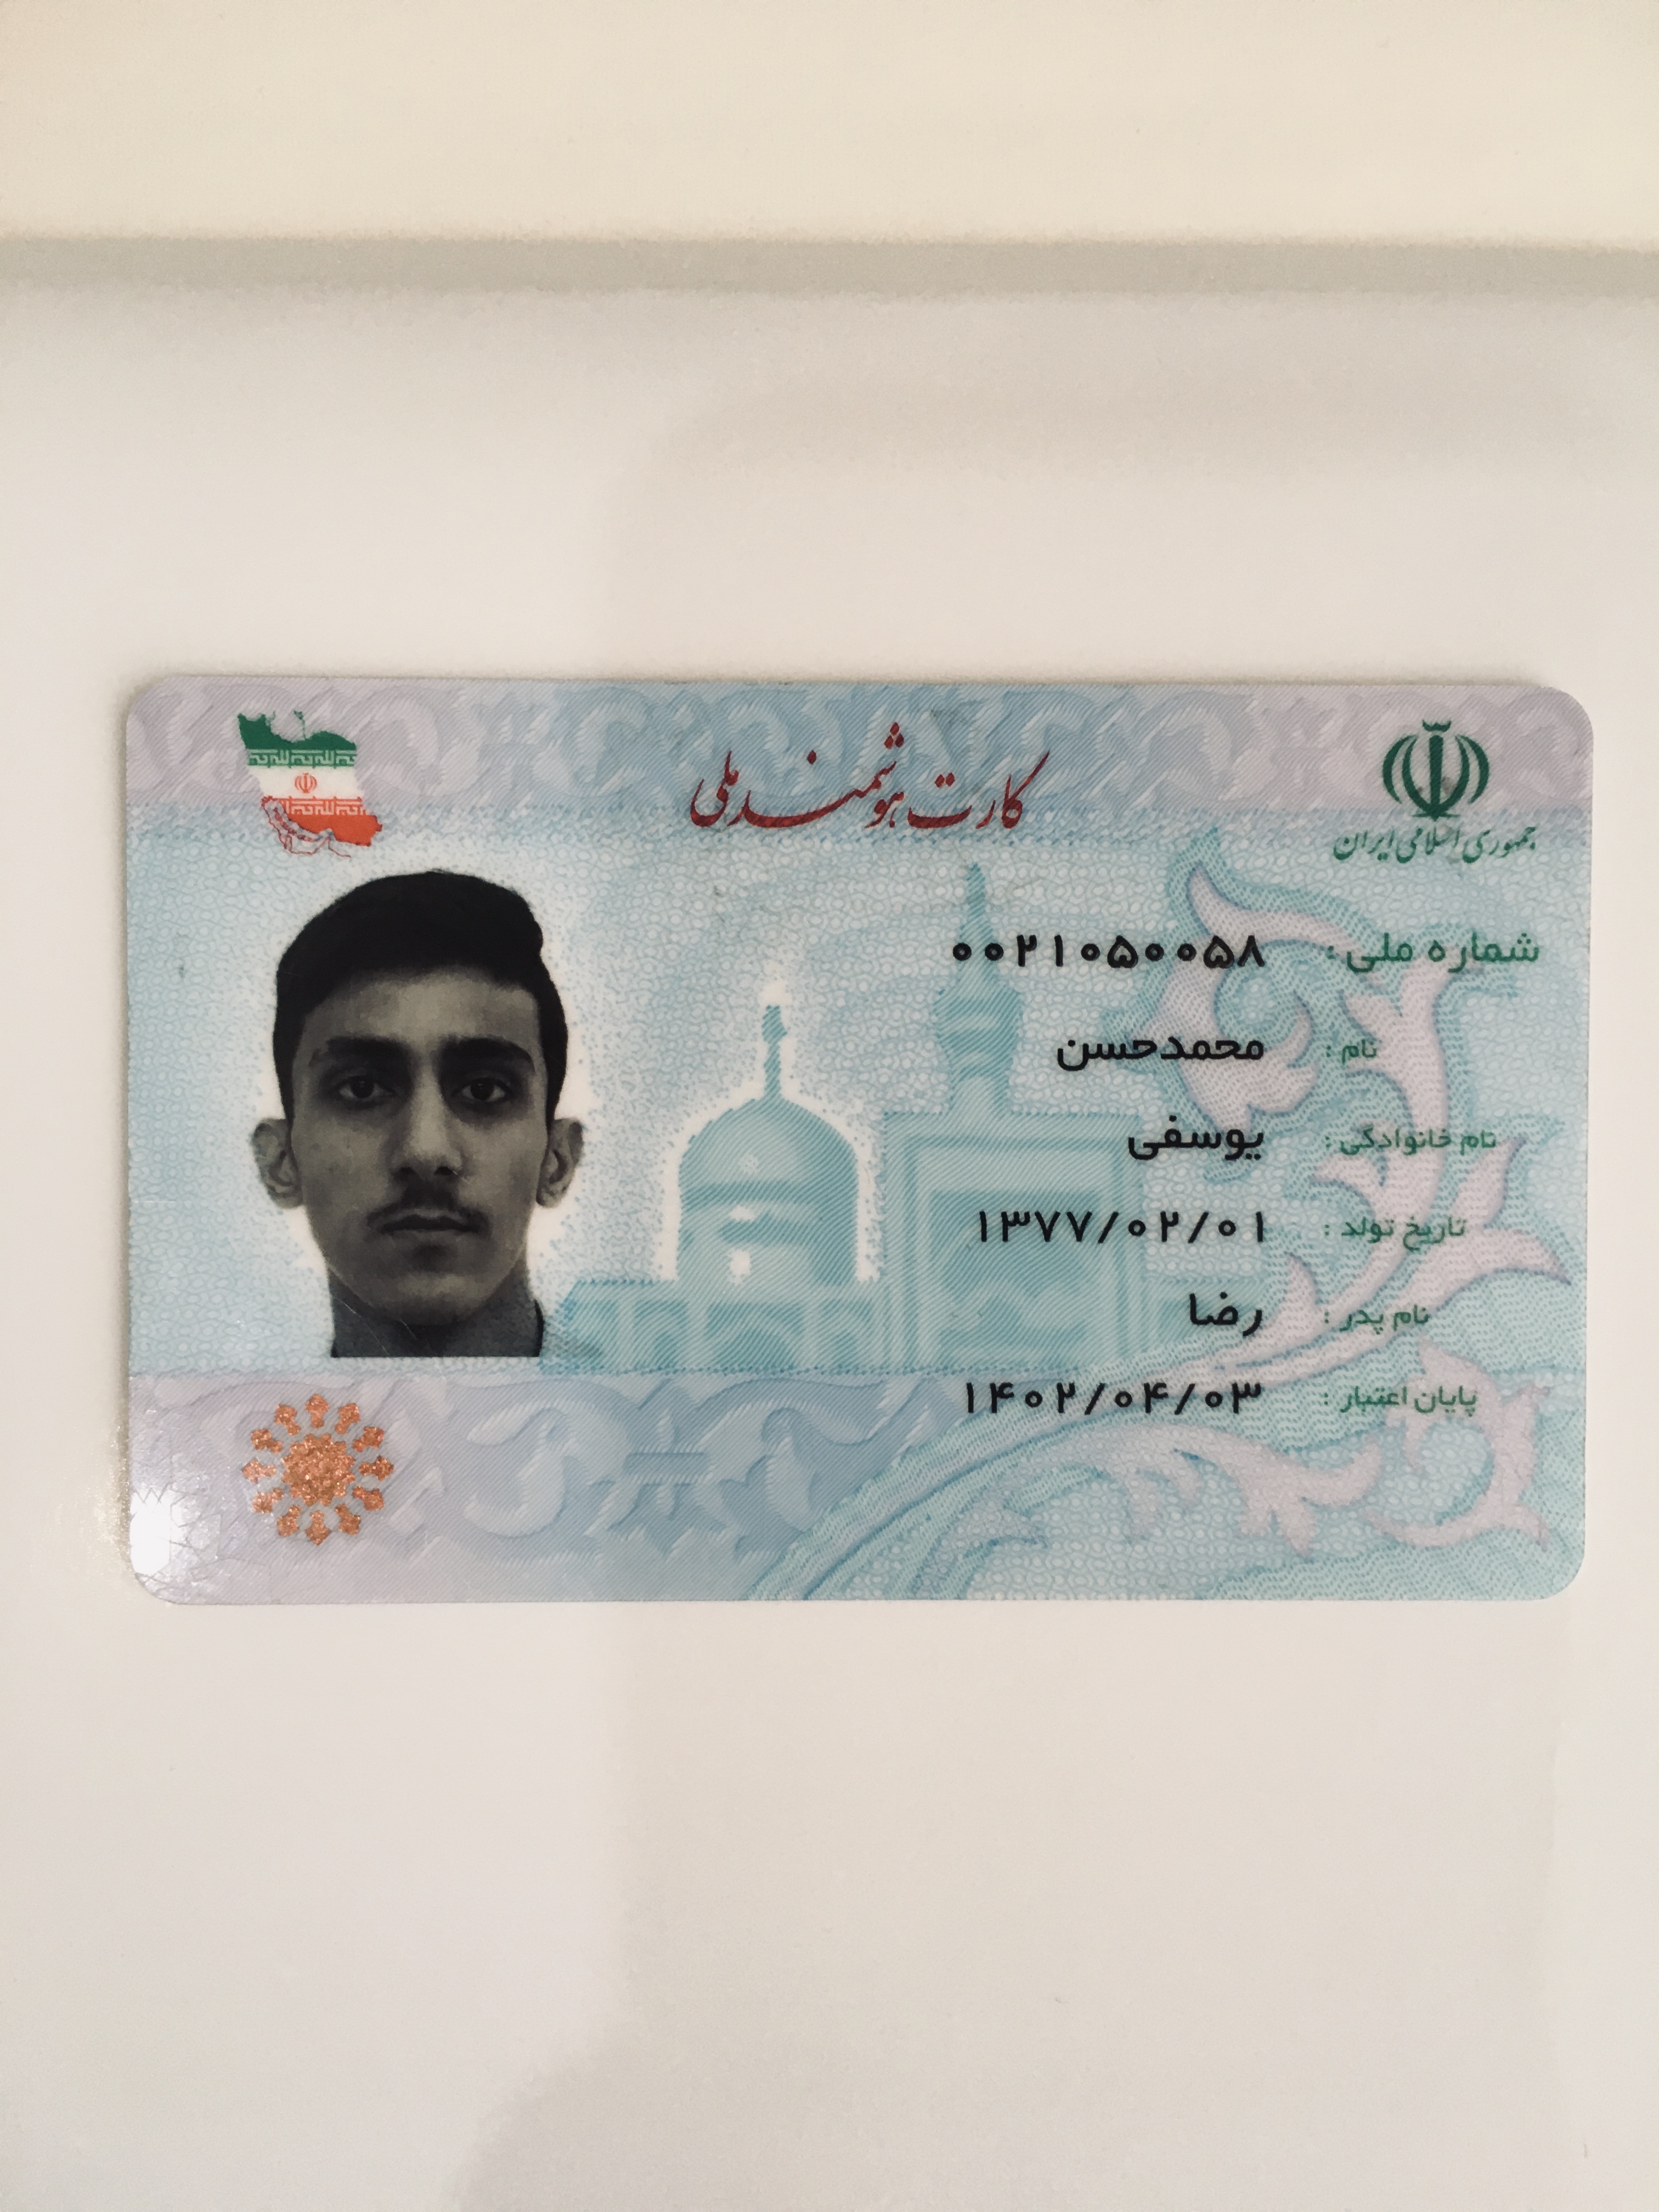 کارت هوشمند ملی
جمهوری اسلامی ایران
شماره ملی : ۰۰۲۱۰۵۰۰۵۸
نام : محمدحسن
نام خانوادگی : یوسفی
تاریخ تولد : ۱۳۷۷/۰۲/۰۱
نام پدر : رضا
پایان اعتبار : ۱۴۰۲/۰۴/۰۳